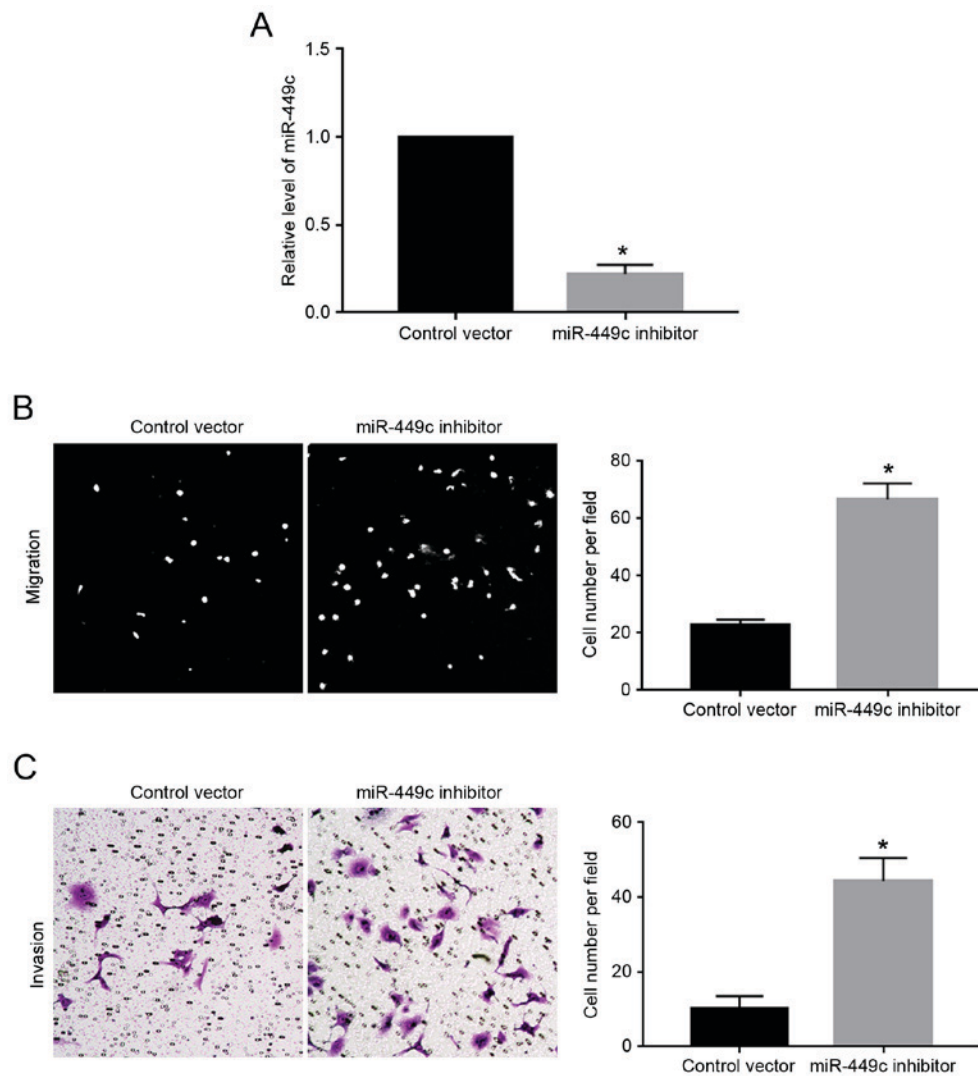 A
Relative level of miR-449c
1.5
1.0
0.5
0.0
*
Control vector
miR-449c inhibitor
B
Control vector
miR-449c inhibitor
Migration
Cell number per field
80
60
40
20
0
*
Control vector
miR-449c inhibitor
C
Control vector
miR-449c inhibitor
Invasion
Cell number per field
60
40
20
0
*
Control vector
miR-449c inhibitor